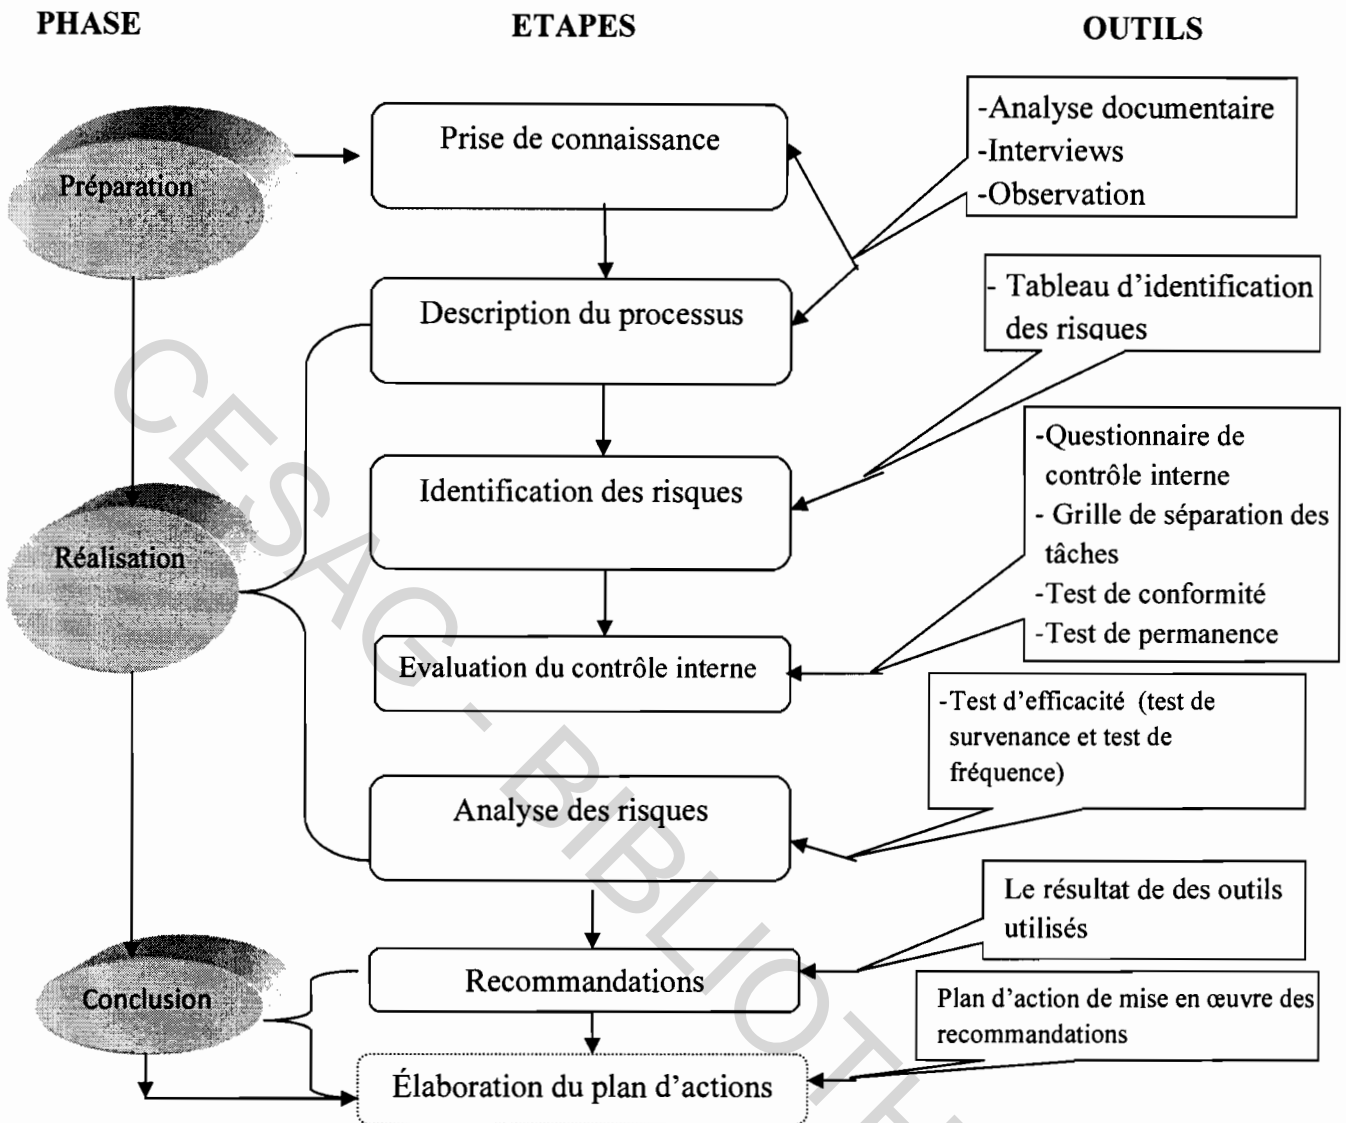 PHASE
ETAPES
OUTILS
Préparation
Prise de connaissance
-Analyse documentaire
-Interviews
-Observation
Description du processus
- Tableau d'identification
des risques
Réalisation
Identification des risques
-Questionnaire de
contrôle interne
- Grille de séparation des
tâches
-Test de conformité
-Test de permanence
Evaluation du contrôle interne
-Test d'efficacité (test de
survenance et test de
fréquence)
Analyse des risques
Le résultat de des outils
utilisés
Conclusion
Recommandations
Plan d'action de mise en œuvre des
recommandations
Élaboration du plan d'actions
CESAG - BIBLIOTH